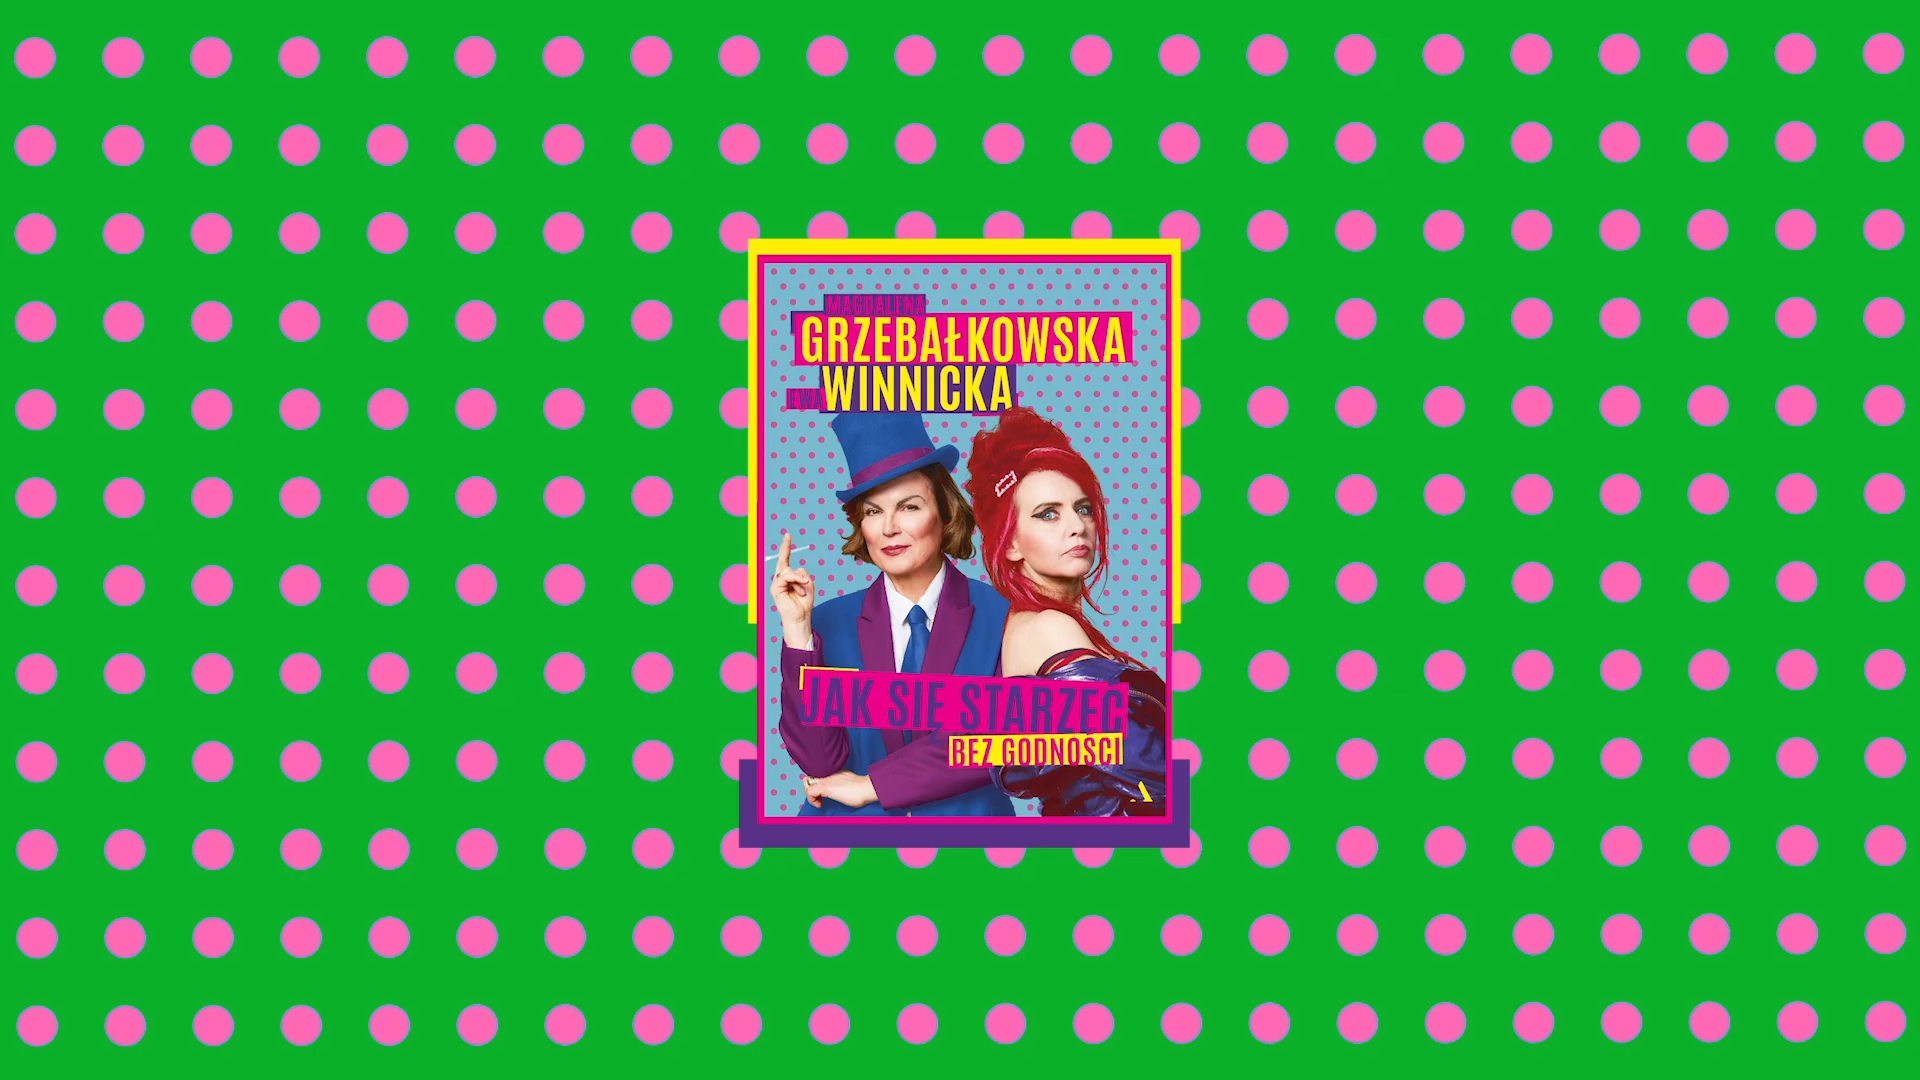 MAGDALENA
GRZEBAŁKOWSKA
EWA WINNICKA
JAK SIĘ STARZEĆ
BEZ GODNOŚCI